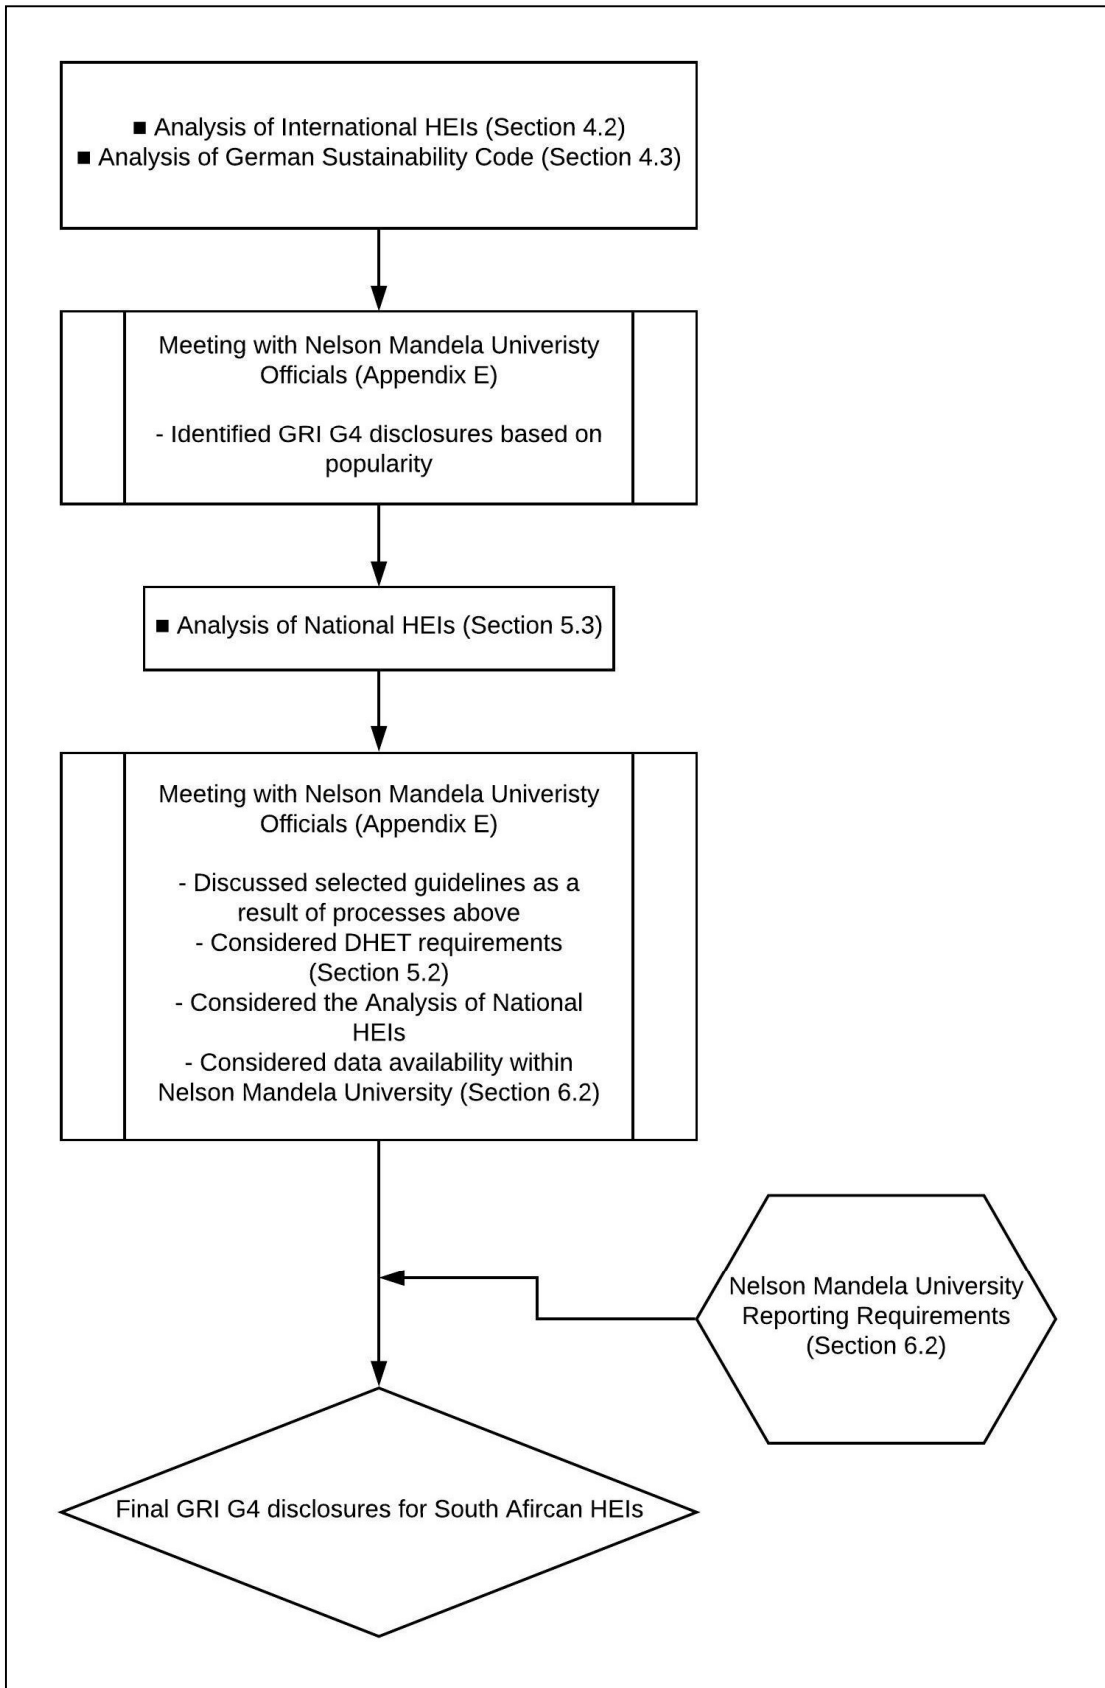 ■ Analysis of International HEIs (Section 4.2)
■ Analysis of German Sustainability Code (Section 4.3)
Meeting with Nelson Mandela Univeristy
Officials (Appendix E)
- Identified GRI G4 disclosures based on
popularity
■ Analysis of National HEIs (Section 5.3)
Meeting with Nelson Mandela Univeristy
Officials (Appendix E)
- Discussed selected guidelines as a
result of processes above
- Considered DHET requirements
(Section 5.2)
- Considered the Analysis of National
HEIs
- Considered data availability within
Nelson Mandela University (Section 6.2)
Nelson Mandela University
Reporting Requirements
(Section 6.2)
Final GRI G4 disclosures for South Afircan HEIs